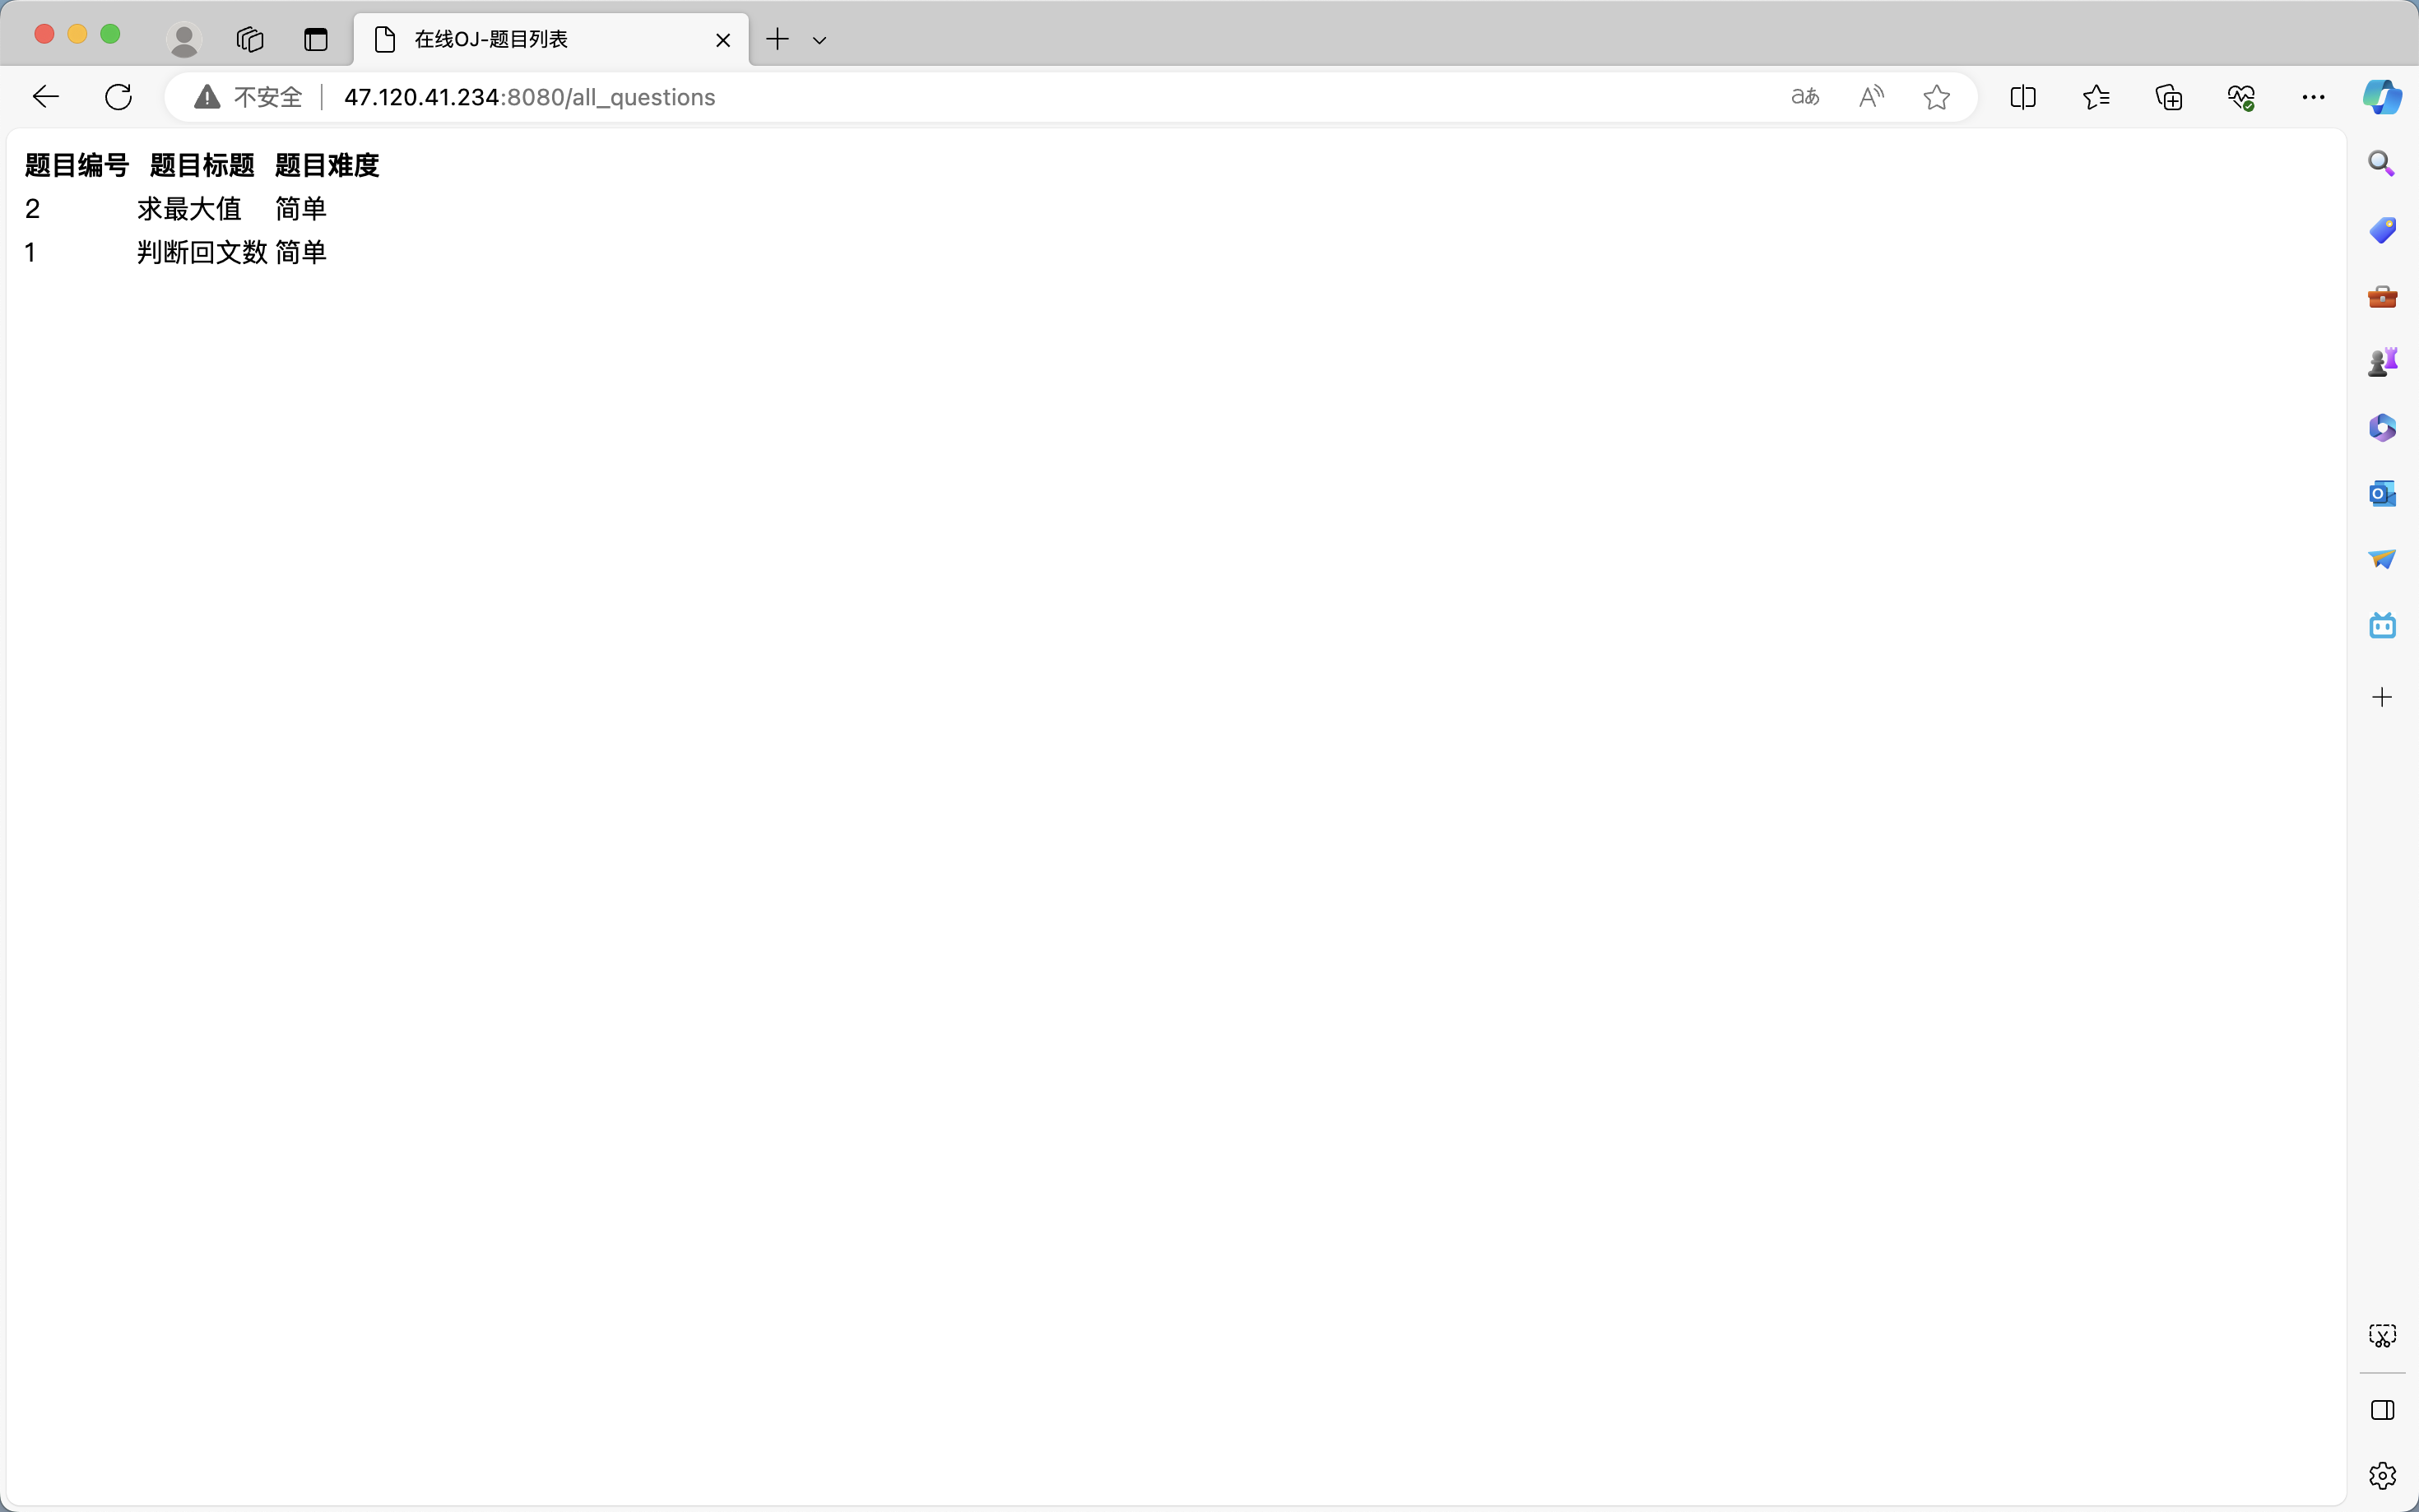 在线OJ-题目列表
不安全 47.120.41.234:8080/all_questions
题目编号 题目标题 题目难度
2 求最大值 简单
1 判断回文数 简单